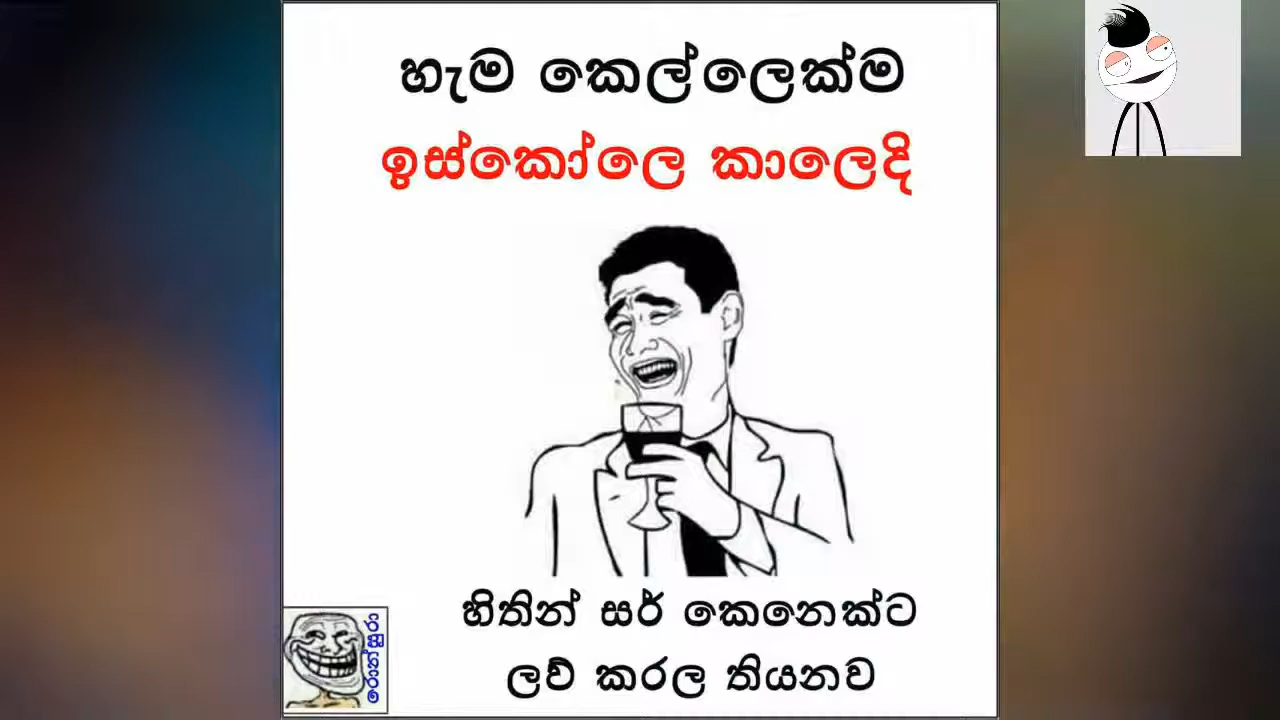 හැම කෙල්ලෙක්ම
ඉස්කෝලෙ කාලෙදි
හිතින් සර් කෙනෙක්ට
ලව් කරල තියනව
රොන්සුරා